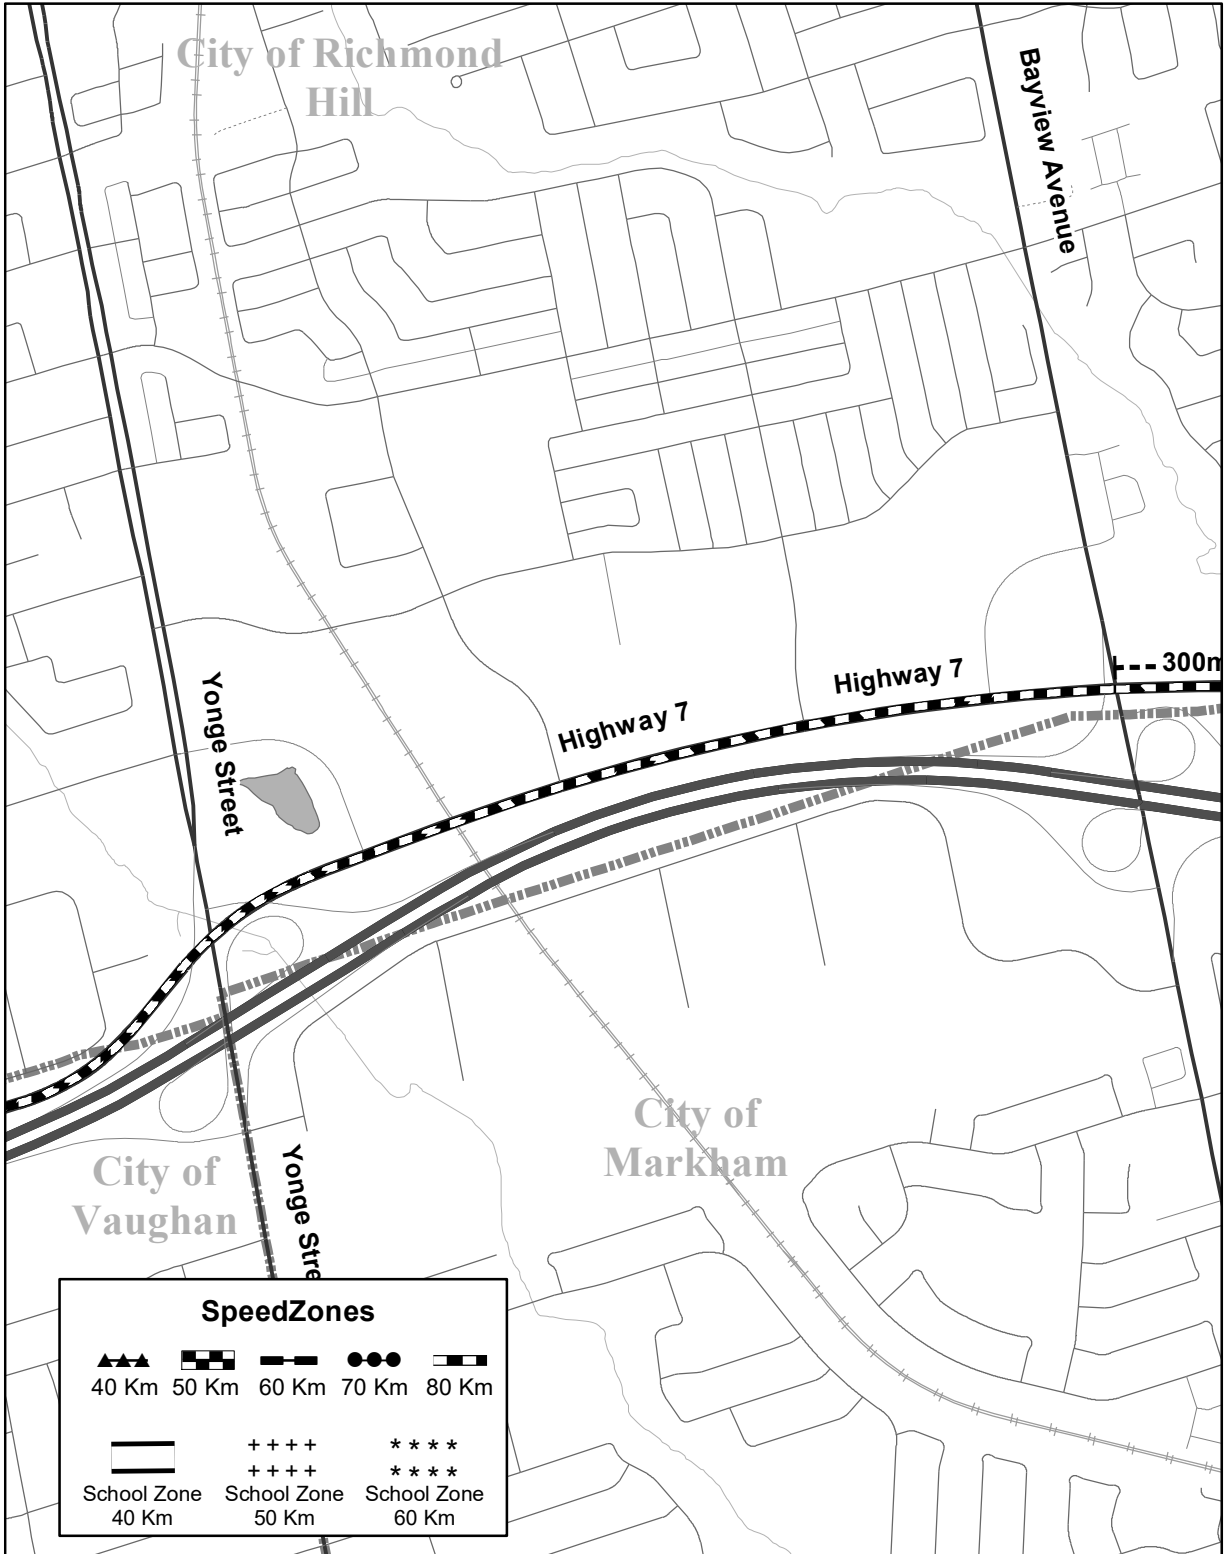 City of Richmond
Hill
Bayview Avenue
300m
Highway 7
Highway 7
Yonge Street
City of
Markham
City of
Vaughan
Yonge Stre
SpeedZones
40 Km 50 Km 60 Km 70 Km 80 Km
School Zone School Zone School Zone
40 Km 50 Km 60 Km